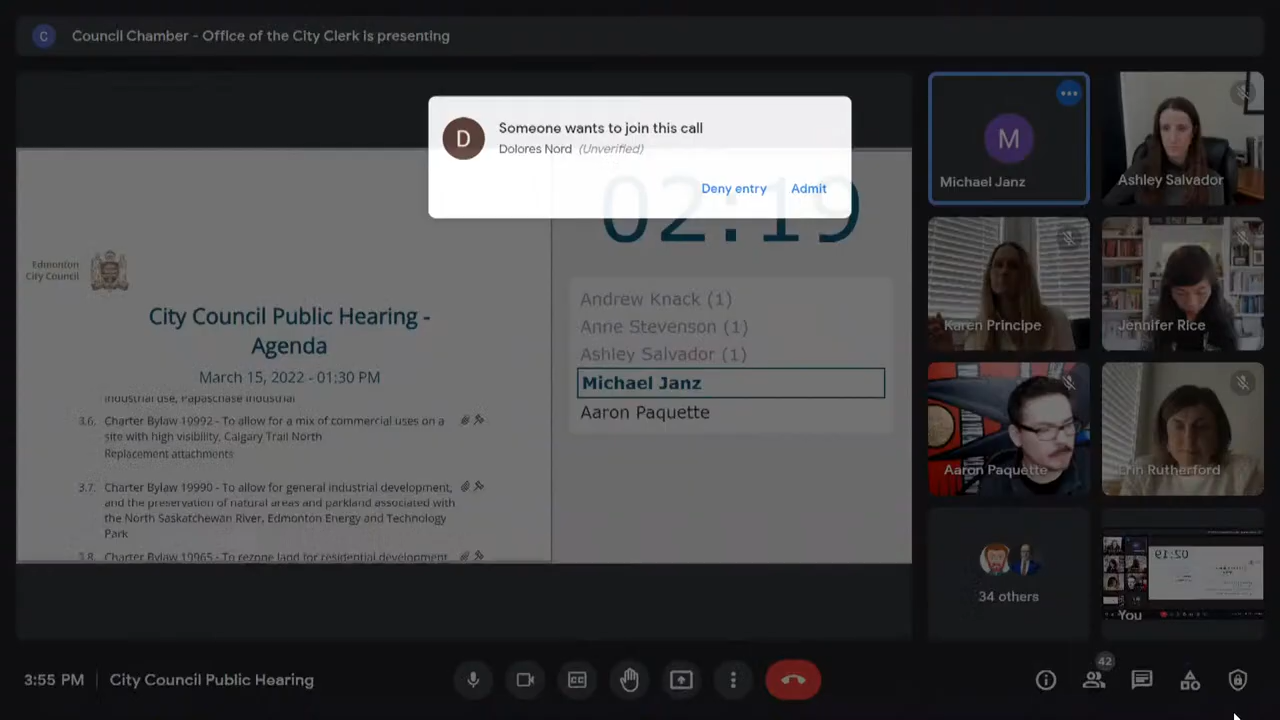 C
Council Chamber - Office of the City Clerk is presenting
D
Someone wants to join this call
Dolores Nord (Unverified)
Deny entry
Admit
02:19
Edmonton
City Council
City Council Public Hearing -
Agenda
March 15, 2022 - 01:30 PM
industrial use, Papaschase Industrial
3.6. Charter Bylaw 19992 - To allow for a mix of commercial uses on a
site with high visibility, Calgary Trail North
Replacement attachments
3.7. Charter Bylaw 19990 - To allow for general industrial development,
and the preservation of natural areas and parkland associated with
the North Saskatchewan River, Edmonton Energy and Technology
Park
3.8. Charter Bylaw 19965 - To rezone land for residential development
Andrew Knack (1)
Anne Stevenson (1)
Ashley Salvador (1)
Michael Janz
Aaron Paquette
M
Michael Janz
Ashley Salvador
Karen Principe
Jennifer Rice
Aaron Paquette
Erin Rutherford
34 others
02:19
You
3:55 PM
City Council Public Hearing
CC
42